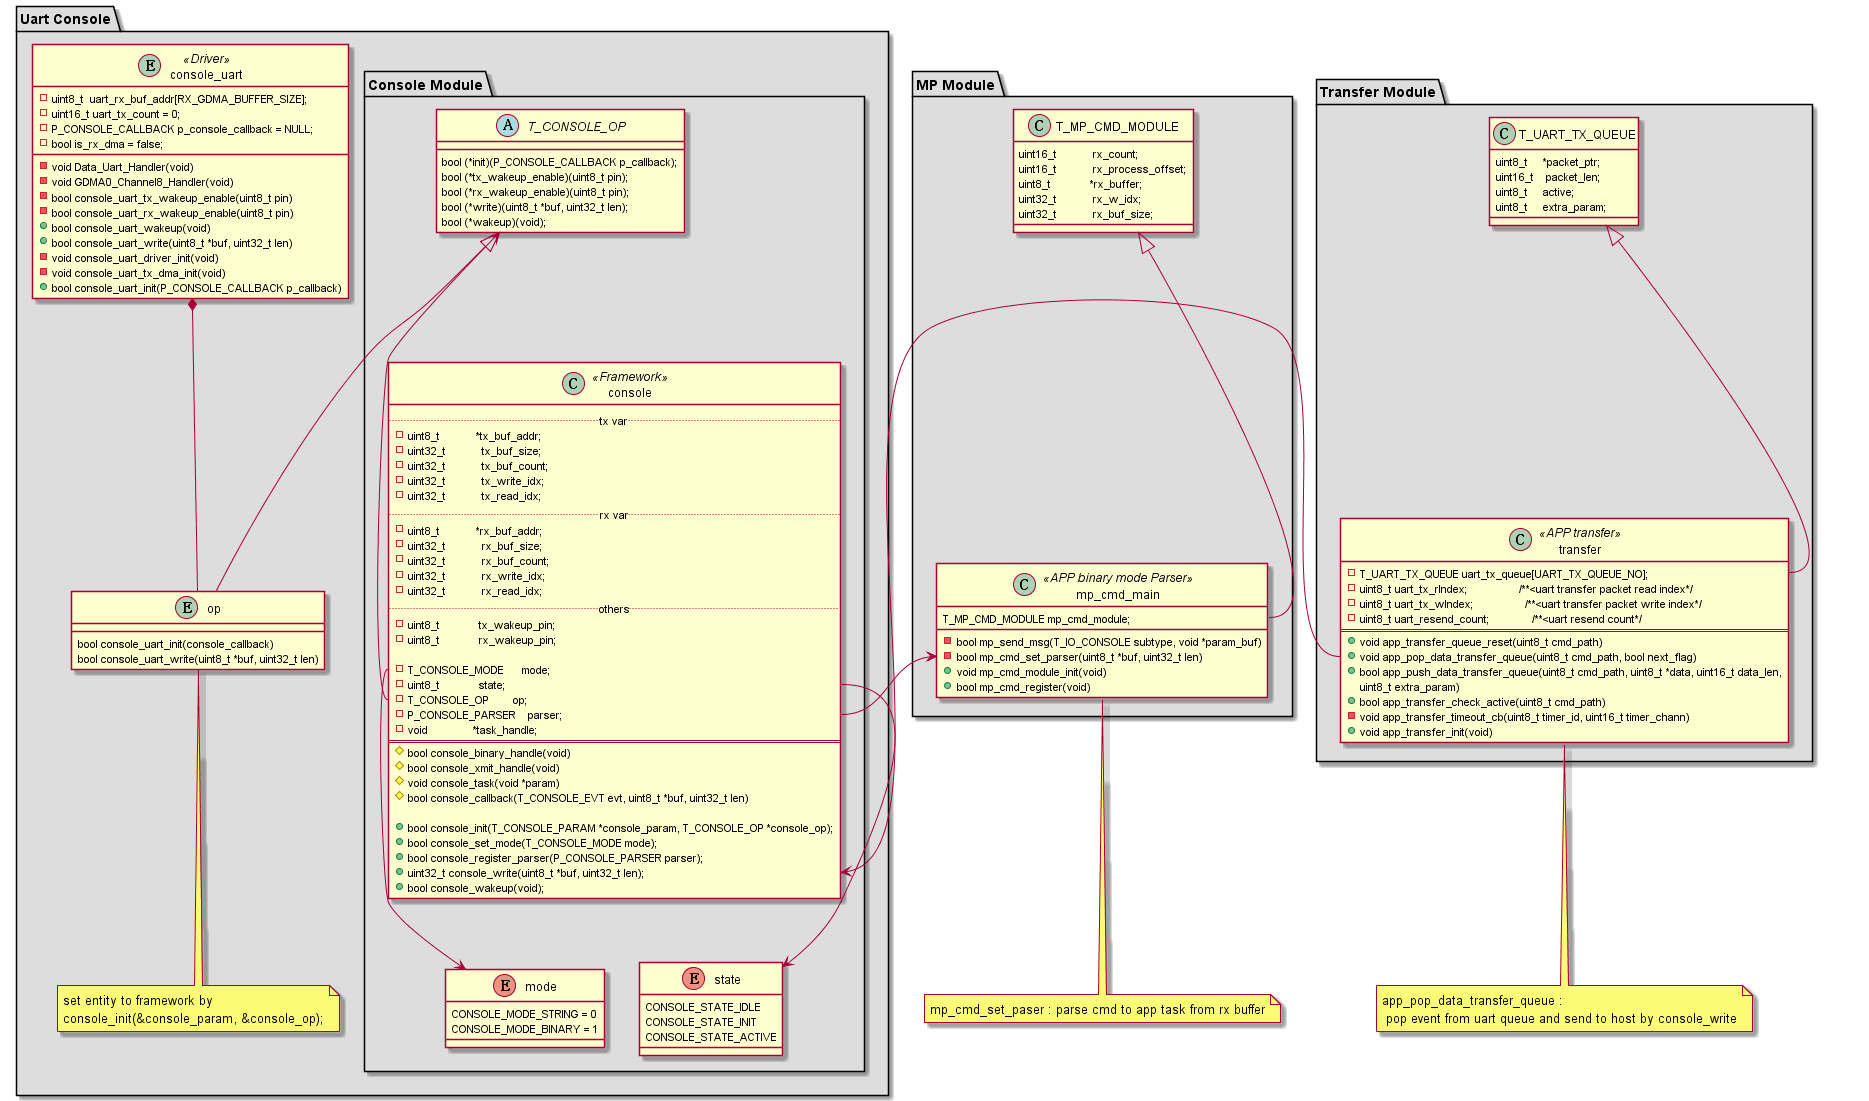 Uart Console
«Driver»
console_uart
uint8_t uart_rx_buf_addr[RX_GDMA_BUFFER_SIZE];
uint16_t uart_tx_count = 0;
P_CONSOLE_CALLBACK p_console_callback = NULL;
bool is_rx_dma = false;
void Data_Uart_Handler(void)
void GDMA0_Channel8_Handler(void)
bool console_uart_tx_wakeup_enable(uint8_t pin)
bool console_uart_rx_wakeup_enable(uint8_t pin)
bool console_uart_wakeup(void)
bool console_uart_write(uint8_t *buf, uint32_t len)
void console_uart_driver_init(void)
void console_uart_tx_dma_init(void)
bool console_uart_init(P_CONSOLE_CALLBACK p_callback)
E op
bool console_uart_init(console_callback)
bool console_uart_write(uint8_t *buf, uint32_t len)
set entity to framework by
console_init(&console_param, &console_op);
Console Module
A T_CONSOLE_OP
bool (*init)(P_CONSOLE_CALLBACK p_callback);
bool (*tx_wakeup_enable)(uint8_t pin);
bool (*rx_wakeup_enable)(uint8_t pin);
bool (*write)(uint8_t *buf, uint32_t len);
bool (*wakeup)(void);
«Framework»
C console
tx var
uint8_t *tx_buf_addr;
uint32_t tx_buf_size;
uint32_t tx_buf_count;
uint32_t tx_write_idx;
uint32_t tx_read_idx;
rx var
uint8_t *rx_buf_addr;
uint32_t rx_buf_size;
uint32_t rx_buf_count;
uint32_t rx_write_idx;
uint32_t rx_read_idx;
others
uint8_t tx_wakeup_pin;
uint8_t rx_wakeup_pin;
T_CONSOLE_MODE mode;
uint8_t state;
T_CONSOLE_OP op;
P_CONSOLE_PARSER parser;
void *task_handle;
bool console_binary_handle(void)
bool console_xmit_handle(void)
void console_task(void *param)
bool console_callback(T_CONSOLE_EVT evt, uint8_t *buf, uint32_t len)
bool console_init(T_CONSOLE_PARAM *console_param, T_CONSOLE_OP *console_op);
bool console_set_mode(T_CONSOLE_MODE mode);
bool console_register_parser(P_CONSOLE_PARSER parser);
uint32_t console_write(uint8_t *buf, uint32_t len);
bool console_wakeup(void);
E mode
CONSOLE_MODE_STRING = 0
CONSOLE_MODE_BINARY = 1
E state
CONSOLE_STATE_IDLE
CONSOLE_STATE_INIT
CONSOLE_STATE_ACTIVE
MP Module
C T_MP_CMD_MODULE
uint16_t rx_count;
uint16_t rx_process_offset;
uint8_t *rx_buffer;
uint32_t rx_w_idx;
uint32_t rx_buf_size;
«APP binary mode Parser»
C mp_cmd_main
T_MP_CMD_MODULE mp_cmd_module;
bool mp_send_msg(T_IO_CONSOLE subtype, void *param_buf)
bool mp_cmd_set_parser(uint8_t *buf, uint32_t len)
void mp_cmd_module_init(void)
bool mp_cmd_register(void)
mp_cmd_set_paser : parse cmd to app task from rx buffer
Transfer Module
C T_UART_TX_QUEUE
uint8_t *packet_ptr;
uint16_t packet_len;
uint8_t active;
uint8_t extra_param;
«APP transfer»
C transfer
T_UART_TX_QUEUE uart_tx_queue[UART_TX_QUEUE_NO];
uint8_t uart_tx_rIndex; /**<uart transfer packet read index*/
uint8_t uart_tx_wIndex; /**<uart transfer packet write index*/
uint8_t uart_resend_count; /**<uart resend count*/
void app_transfer_queue_reset(uint8_t cmd_path)
void app_pop_data_transfer_queue(uint8_t cmd_path, bool next_flag)
bool app_push_data_transfer_queue(uint8_t cmd_path, uint8_t *data, uint16_t data_len,
uint8_t extra_param)
bool app_transfer_check_active(uint8_t cmd_path)
void app_transfer_timeout_cb(uint8_t timer_id, uint16_t timer_chann)
void app_transfer_init(void)
app_pop_data_transfer_queue :
pop event from uart queue and send to host by console_write